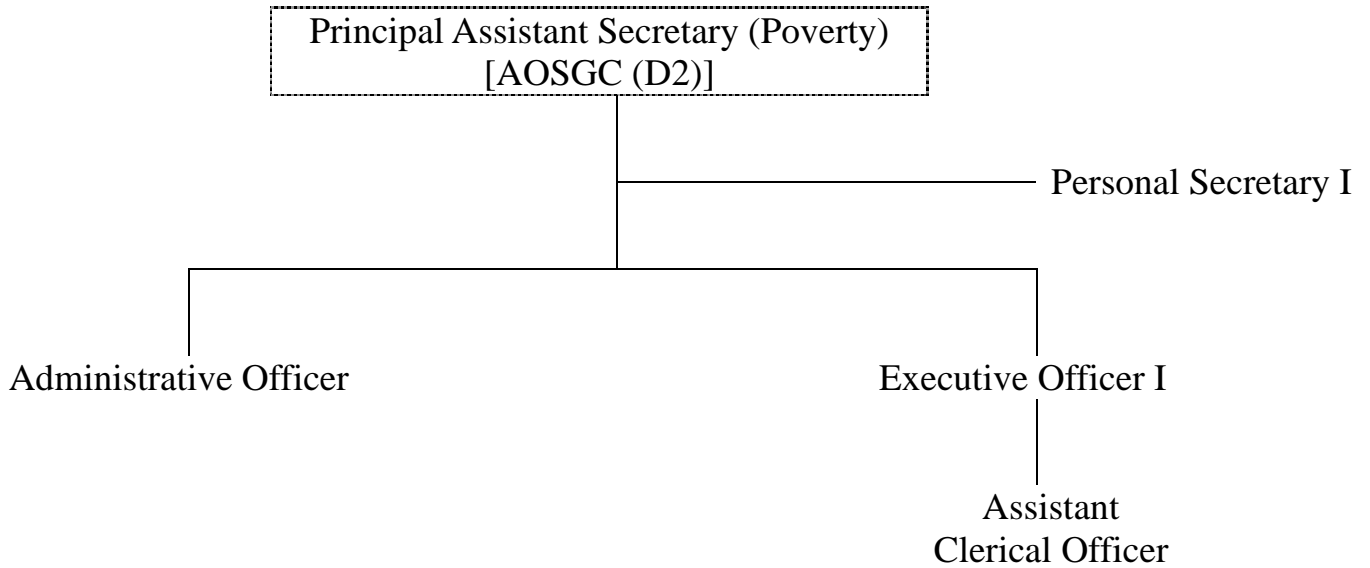 Principal Assistant Secretary (Poverty)
[AOSGC (D2)]
Personal Secretary I
Administrative Officer
Executive Officer I
Assistant
Clerical Officer